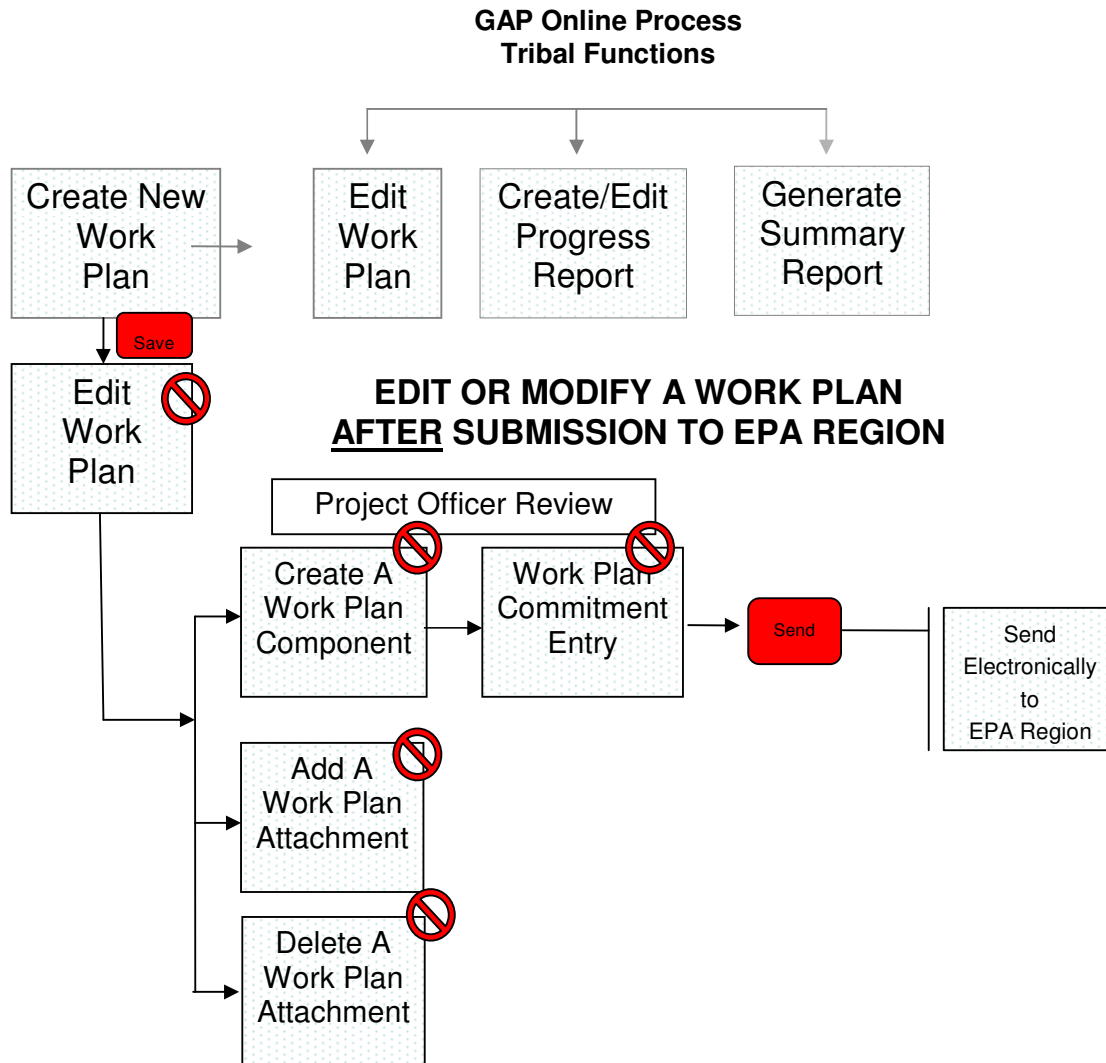 GAP Online Process
Tribal Functions
Create New
Work
Plan
Edit
Work
Plan
Create/Edit
Progress
Report
Generate
Summary
Report
Save
Edit
Work
Plan
EDIT OR MODIFY A WORK PLAN
AFTER SUBMISSION TO EPA REGION
Project Officer Review
Create A
Work Plan
Component
Work Plan
Commitment
Entry
Send
Send
Electronically
to
EPA Region
Add A
Work Plan
Attachment
Delete A
Work Plan
Attachment